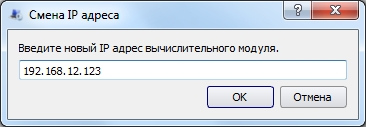 Смена IP адреса
Введите новый IP адрес вычислительного модуля.
192.168.12.123
OK
Отмена